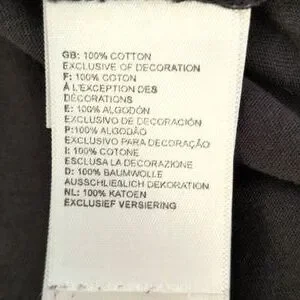 GB: 100% COTTON
EXCLUSIVE OF DECORATION
F: 100% COTON
À L'EXCEPTION DES
DÉCORATIONS
E: 100% ALGODÓN
EXCLUSIVO DE DECORACIÓN
P:100% ALGODÃO
EXCLUSIVO PARA DECORAÇÃO
I: 100% COTONE
ESCLUSA LA DECORAZIONE
D: 100% BAUMWOLLE
AUSSCHLIEßLICH DEKORATION
NL: 100% KATOEN
EXCLUSIEF VERSIERING